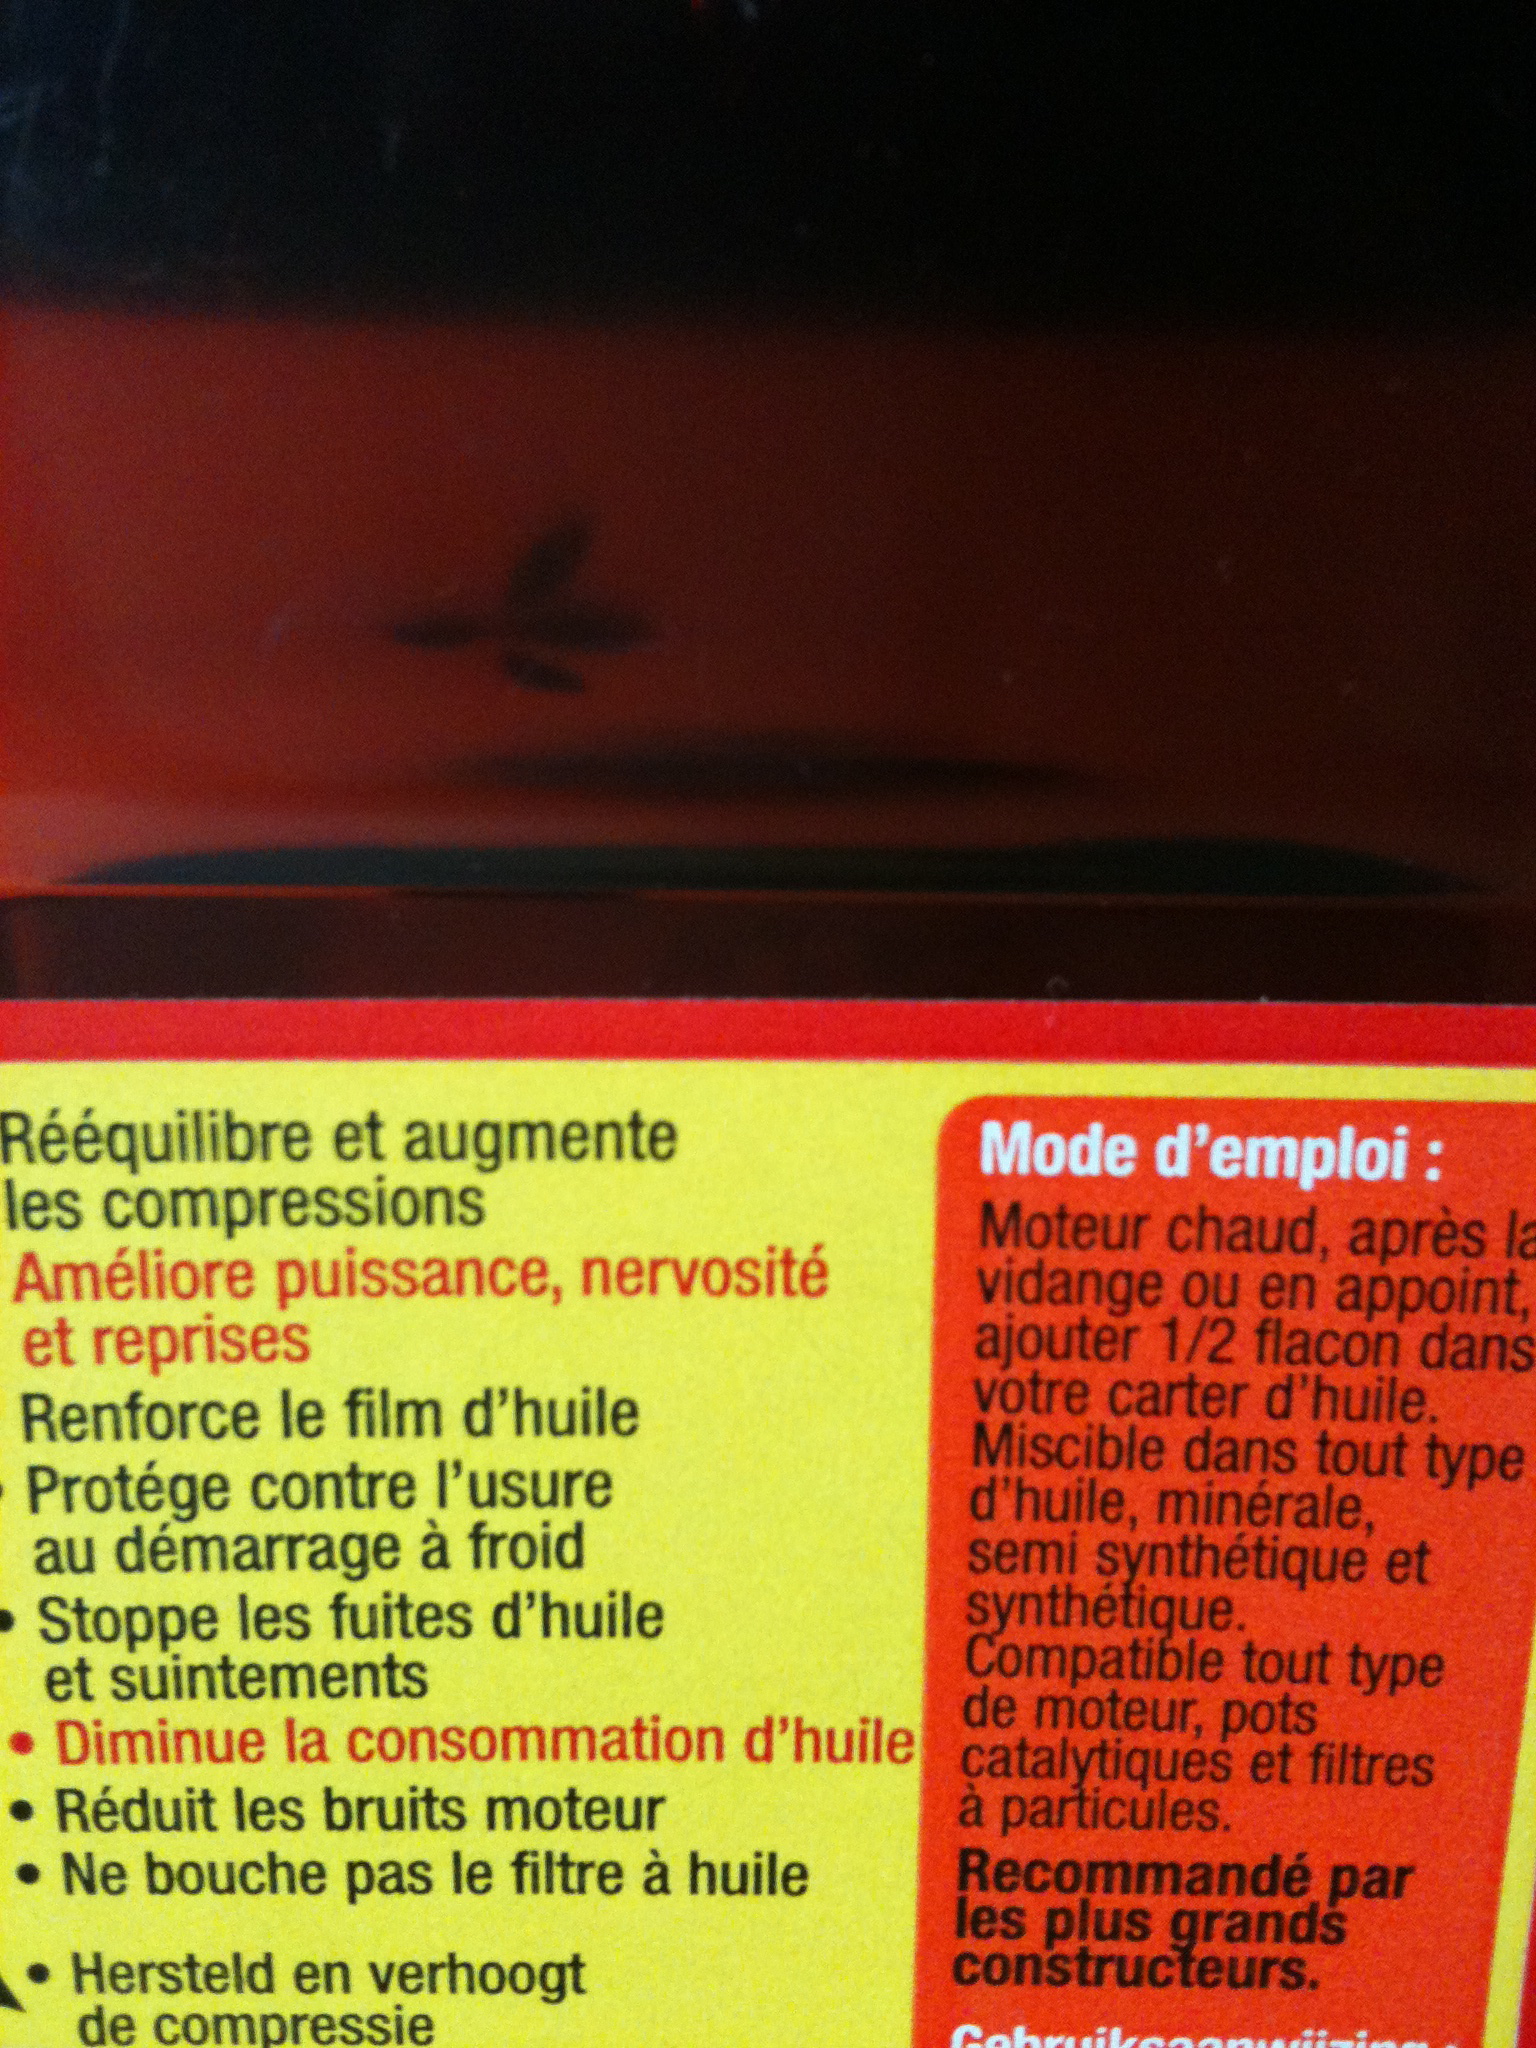 Rééquilibre et augmente
les compressions
Améliore puissance, nervosité
et reprises
Renforce le film d'huile
• Protége contre l'usure
au démarrage à froid
• Stoppe les fuites d'huile
et suintements
• Diminue la consommation d'huile
• Réduit les bruits moteur
• Ne bouche pas le filtre à huile
• Hersteld en verhoogt
de compressie
Mode d'emploi :
Moteur chaud, après la
vidange ou en appoint,
ajouter 1/2 flacon dans
votre carter d'huile.
Miscible dans tout type
d'huile, minérale,
semi synthétique et
synthétique.
Compatible tout type
de moteur, pots
catalytiques et filtres
à particules.
Recommandé par
les plus grands
constructeurs.
Gebruiksaanwijzing :